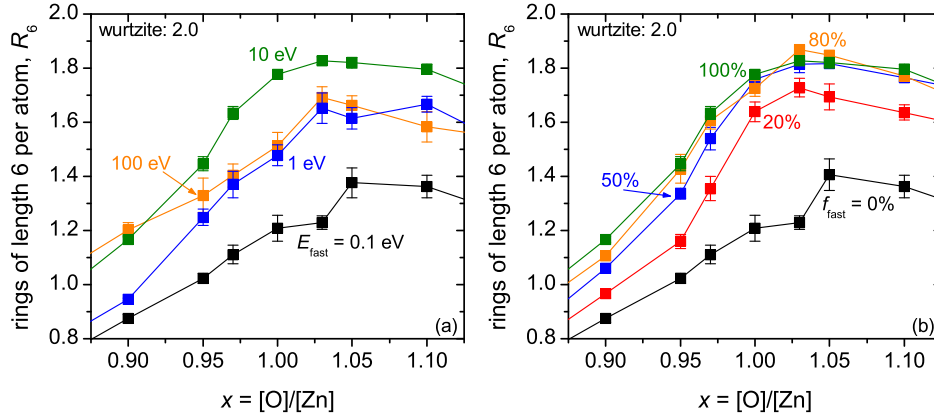 rings of length 6 per atom, R6
2.0
1.8
1.6
1.4
1.2
1.0
0.8
wurtzite: 2.0
10 eV
100 eV
1 eV
Efast = 0.1 eV
(a)
0.90 0.95 1.00 1.05 1.10
x = [O]/[Zn]
rings of length 6 per atom, R6
2.0
1.8
1.6
1.4
1.2
1.0
0.8
wurtzite: 2.0
80%
100%
20%
50%
ffast = 0%
(b)
0.90 0.95 1.00 1.05 1.10
x = [O]/[Zn]